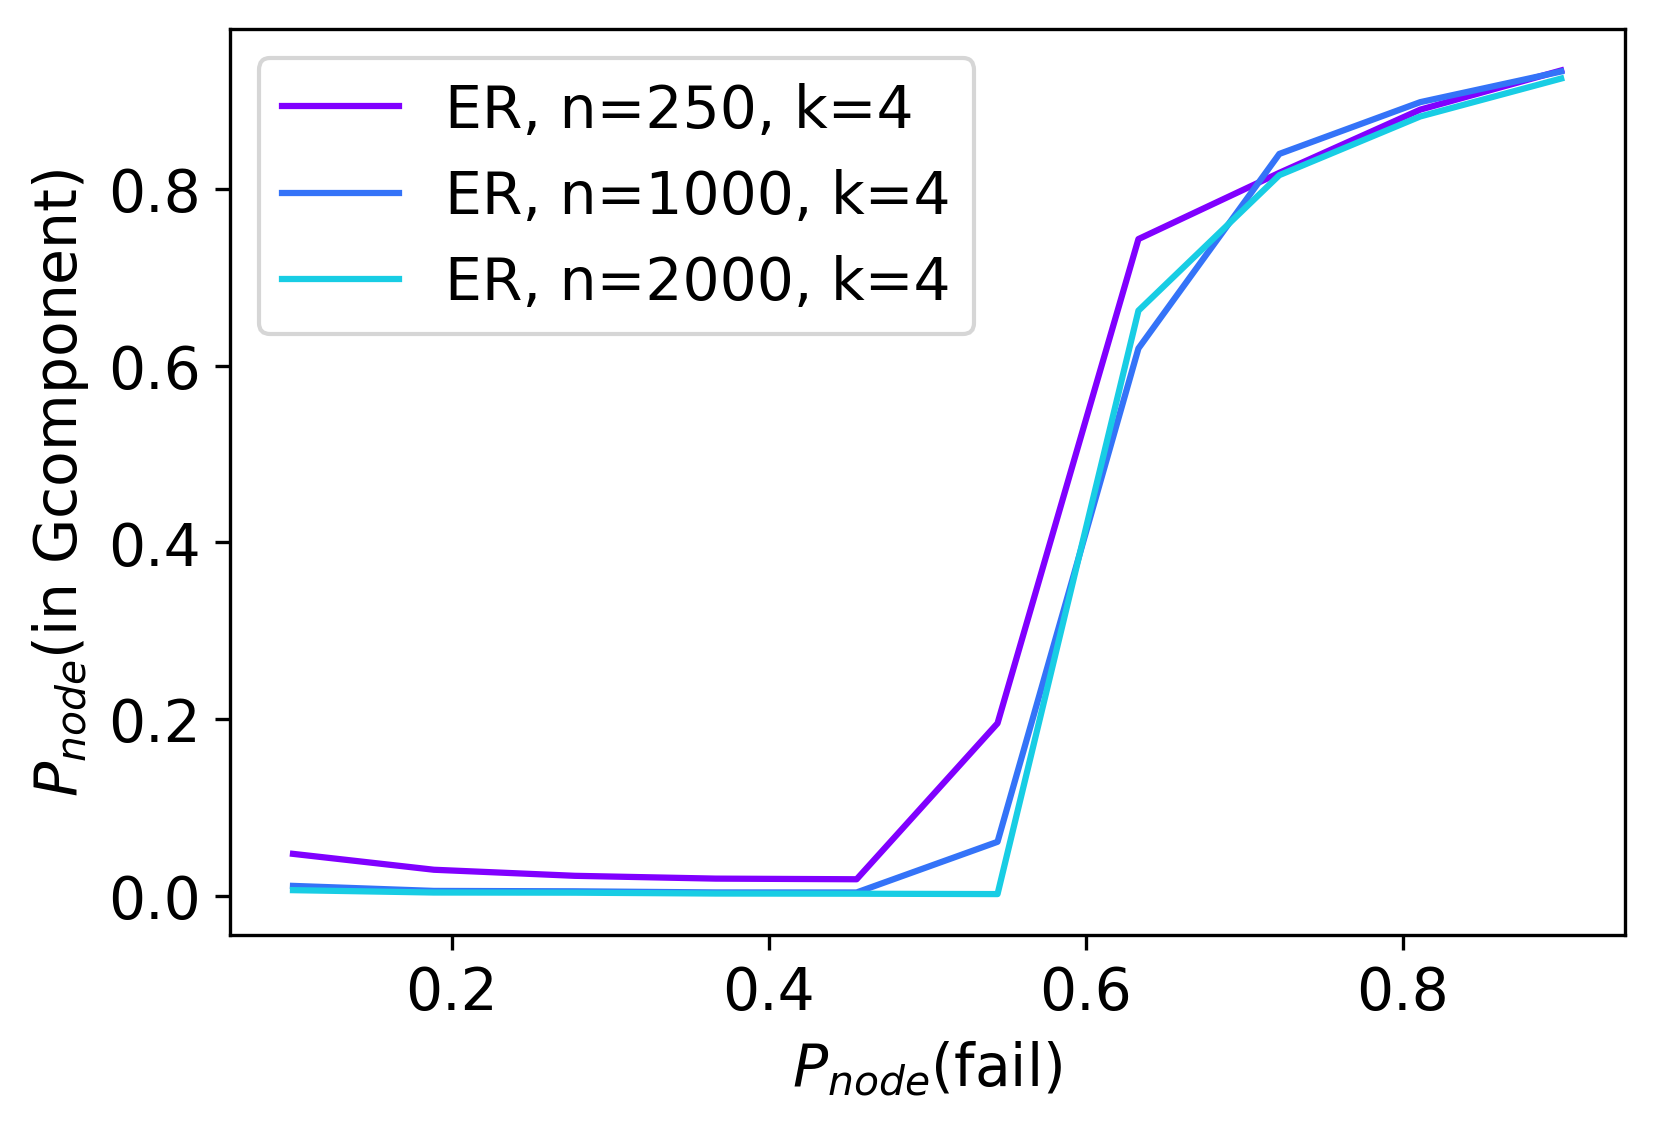 ER, n=250, k=4
ER, n=1000, k=4
ER, n=2000, k=4
P_node(in Gcomponent)
0.8
0.6
0.4
0.2
0.0
0.2 0.4 0.6 0.8
P_node(fail)